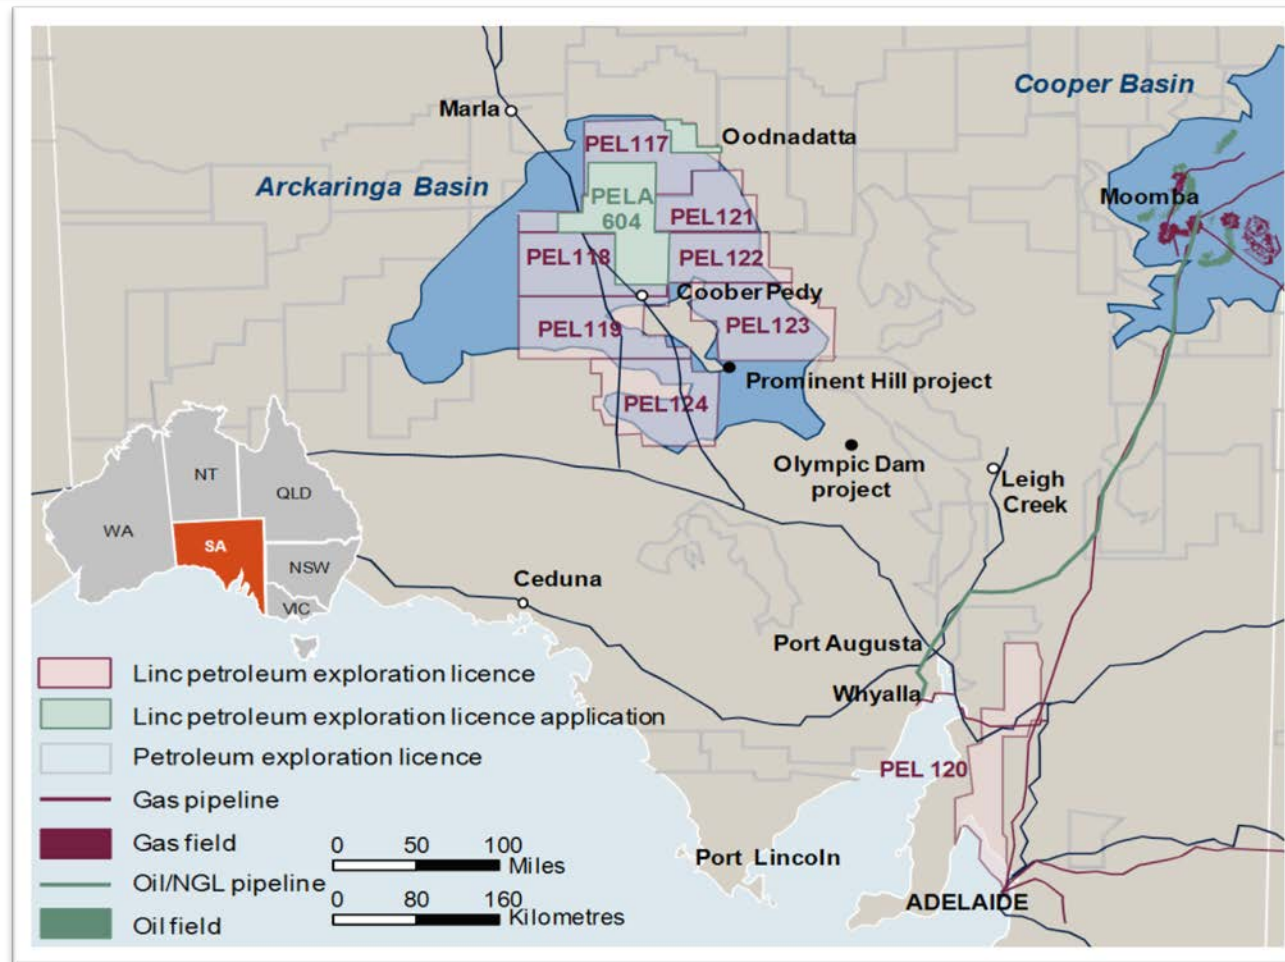 Cooper Basin
Marla
Oodnadatta
PEL117
Arckaringa Basin
PELA
604
Moomba
PEL121
PEL118
PEL122
Coober Pedy
PEL119
PEL123
Prominent Hill project
PEL124
Olympic Dam
project
Leigh
Creek
NT
QLD
WA
SA
NSW
VIC
Ceduna
Port Augusta
Whyalla
PEL 120
Port Lincoln
ADELAIDE
Linc petroleum exploration licence
Linc petroleum exploration licence application
Petroleum exploration licence
Gas pipeline
Gas field
Oil/NGL pipeline
Oil field
0 50 100
Miles
0 80 160
Kilometres